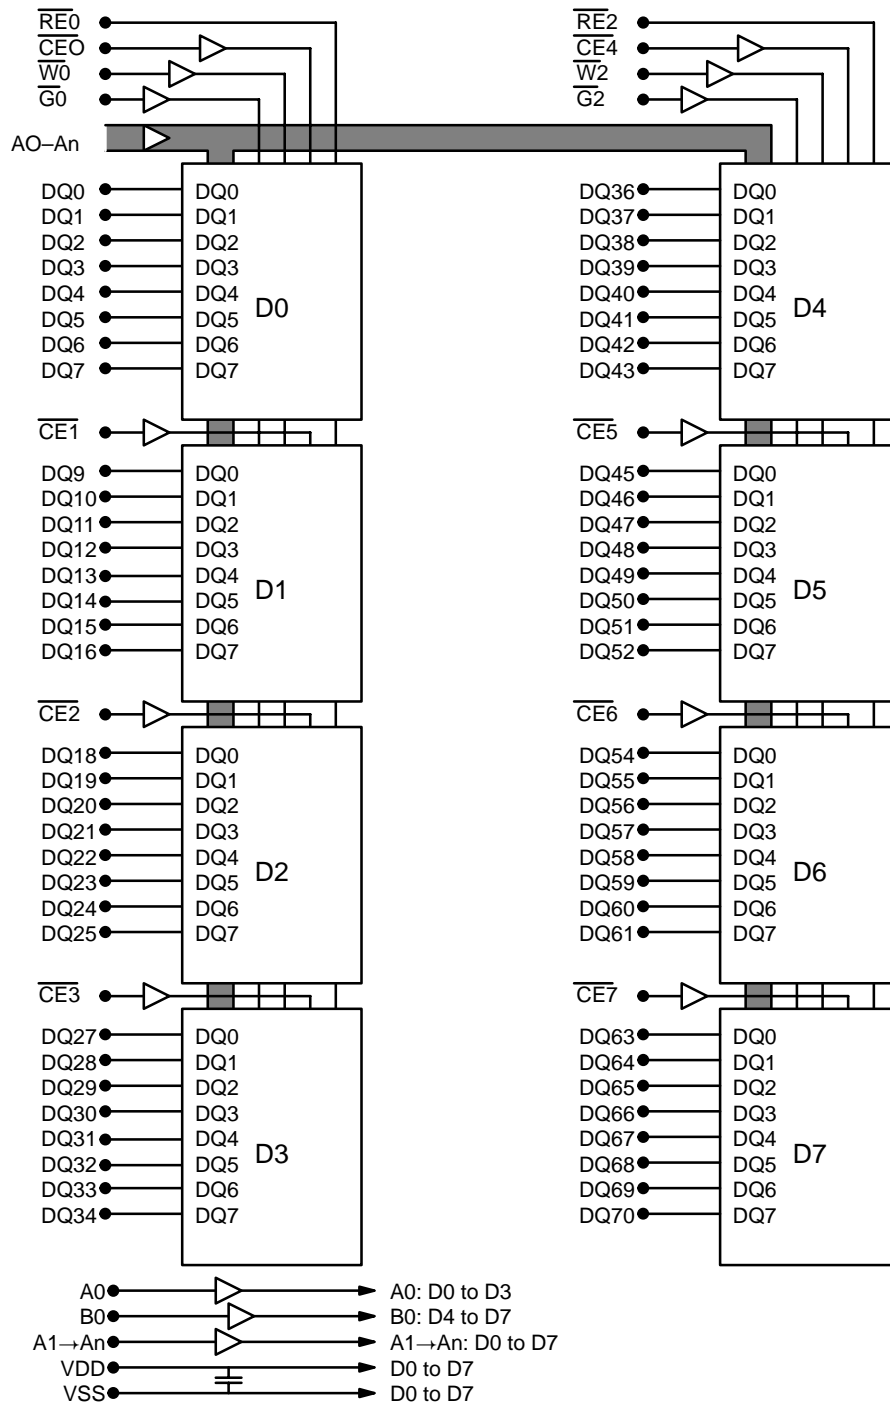 RE0
CEO
W0
G0
AO–An
DQ0 DQ0
DQ1 DQ1
DQ2 DQ2
DQ3 DQ3
DQ4 DQ4
DQ5 DQ5
DQ6 DQ6
DQ7 DQ7
D0
CE1
DQ9 DQ0
DQ10 DQ1
DQ11 DQ2
DQ12 DQ3
DQ13 DQ4
DQ14 DQ5
DQ15 DQ6
DQ16 DQ7
D1
CE2
DQ18 DQ0
DQ19 DQ1
DQ20 DQ2
DQ21 DQ3
DQ22 DQ4
DQ23 DQ5
DQ24 DQ6
DQ25 DQ7
D2
CE3
DQ27 DQ0
DQ28 DQ1
DQ29 DQ2
DQ30 DQ3
DQ31 DQ4
DQ32 DQ5
DQ33 DQ6
DQ34 DQ7
D3
RE2
CE4
W2
G2
DQ36 DQ0
DQ37 DQ1
DQ38 DQ2
DQ39 DQ3
DQ40 DQ4
DQ41 DQ5
DQ42 DQ6
DQ43 DQ7
D4
CE5
DQ45 DQ0
DQ46 DQ1
DQ47 DQ2
DQ48 DQ3
DQ49 DQ4
DQ50 DQ5
DQ51 DQ6
DQ52 DQ7
D5
CE6
DQ54 DQ0
DQ55 DQ1
DQ56 DQ2
DQ57 DQ3
DQ58 DQ4
DQ59 DQ5
DQ60 DQ6
DQ61 DQ7
D6
CE7
DQ63 DQ0
DQ64 DQ1
DQ65 DQ2
DQ66 DQ3
DQ67 DQ4
DQ68 DQ5
DQ69 DQ6
DQ70 DQ7
D7
A0 A0: D0 to D3
B0 B0: D4 to D7
A1→An A1→An: D0 to D7
VDD D0 to D7
VSS D0 to D7